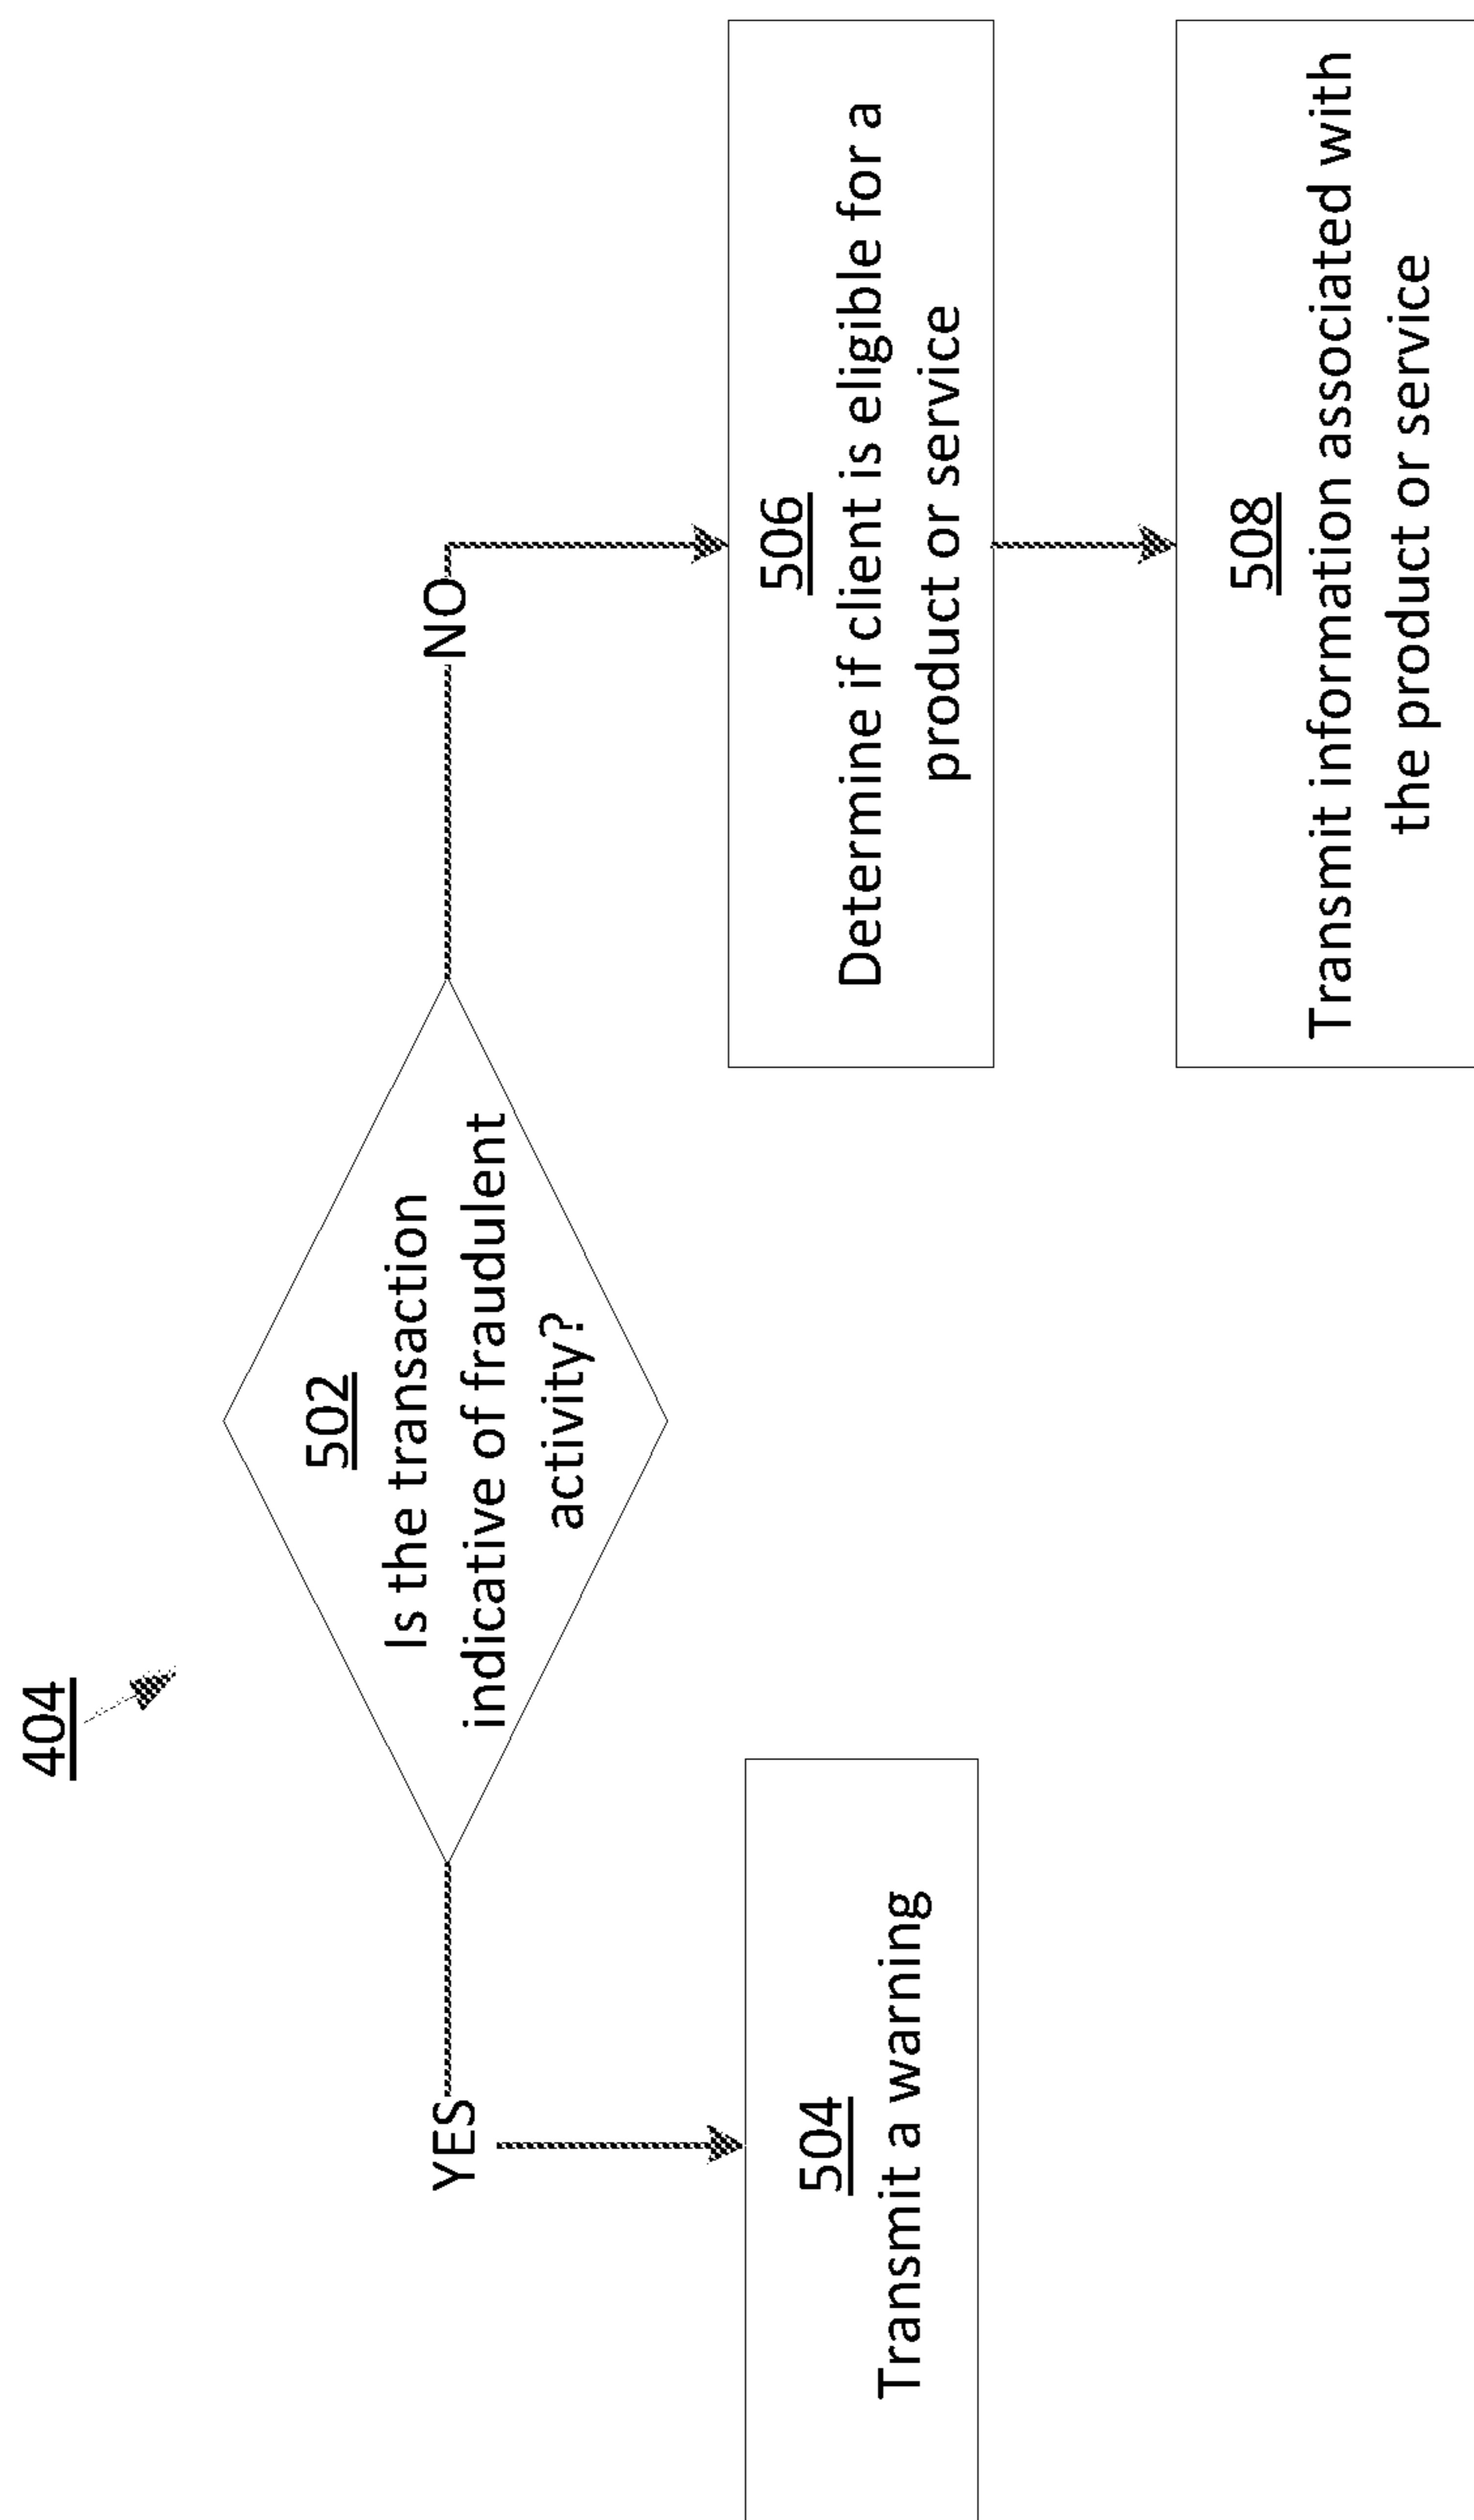 404
502
Is the transaction
indicative of fraudulent
activity?
YES
NO
504
Transmit a warning
506
Determine if client is eligible for a
product or service
508
Transmit information associated with
the product or service